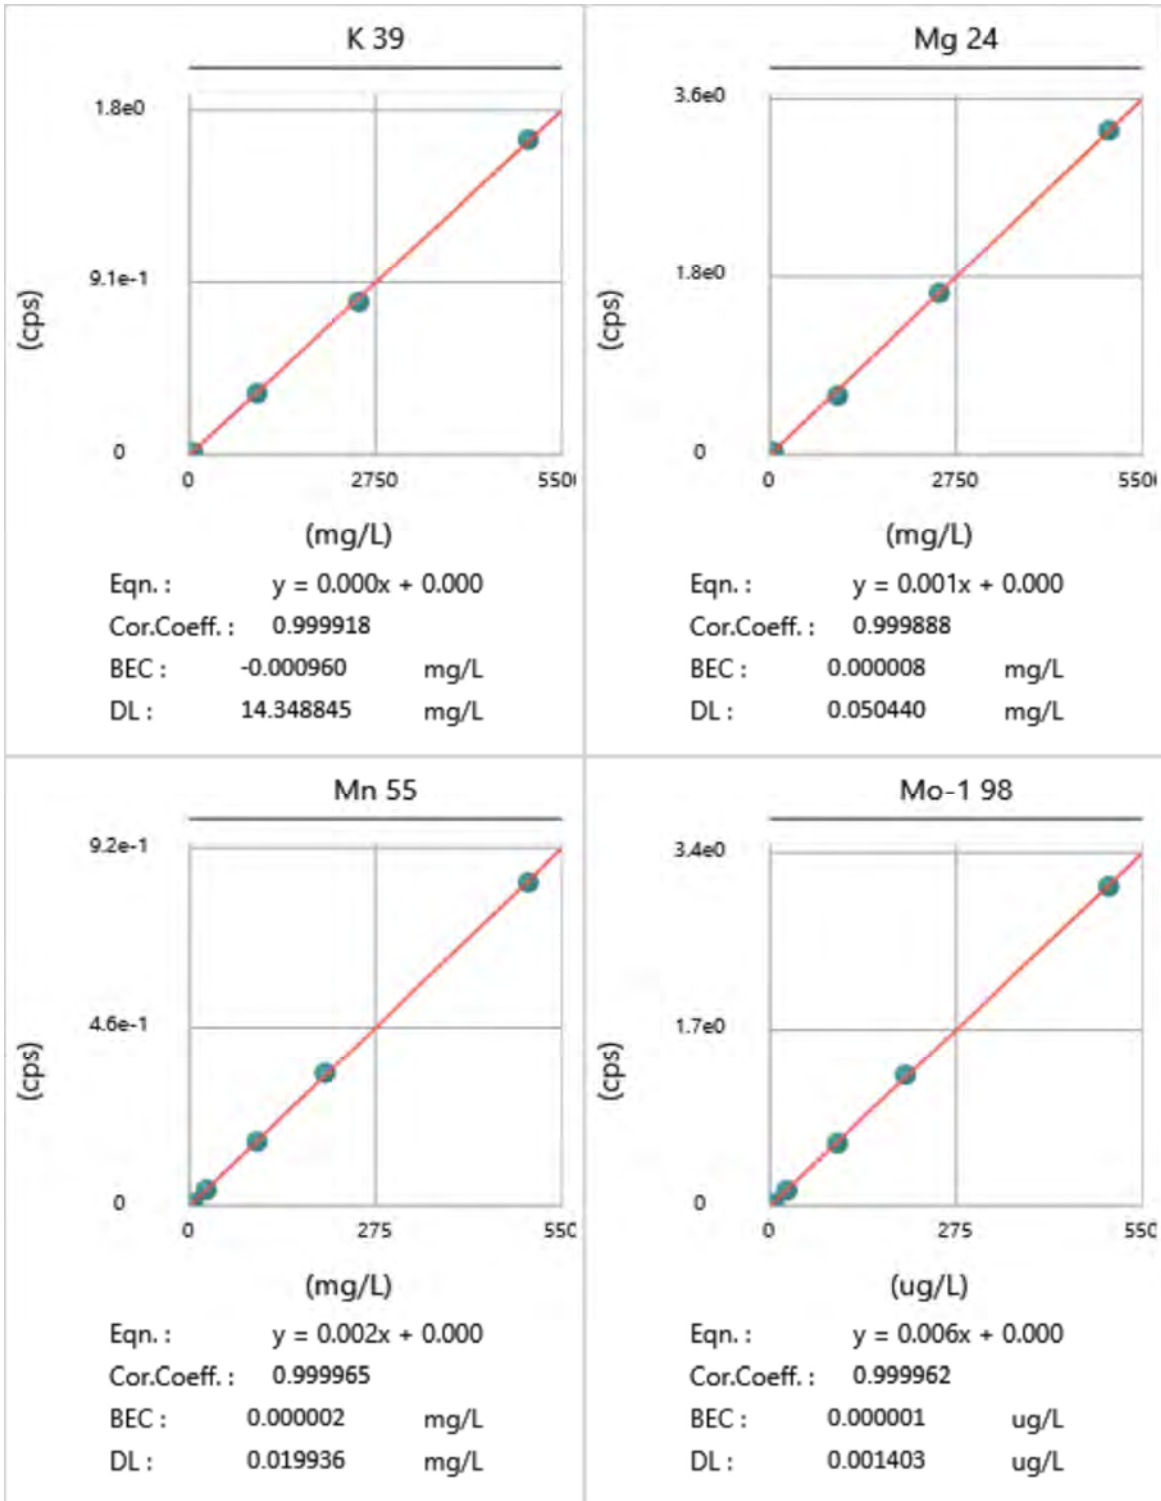 K 39
1.8e0
9.1e-1
0
(cps)
0 2750
(mg/L)
Eqn. : y = 0.000x + 0.000
Cor.Coeff. : 0.999918
BEC : -0.000960 mg/L
DL : 14.348845 mg/L
Mg 24
3.6e0
1.8e0
0
(cps)
0 2750
(mg/L)
Eqn. : y = 0.001x + 0.000
Cor.Coeff. : 0.999888
BEC : 0.000008 mg/L
DL : 0.050440 mg/L
Mn 55
9.2e-1
4.6e-1
0
(cps)
0 275
(mg/L)
Eqn. : y = 0.002x + 0.000
Cor.Coeff. : 0.999965
BEC : 0.000002 mg/L
DL : 0.019936 mg/L
Mo-1 98
3.4e0
1.7e0
0
(cps)
0 275
(ug/L)
Eqn. : y = 0.006x + 0.000
Cor.Coeff. : 0.999962
BEC : 0.000001 ug/L
DL : 0.001403 ug/L